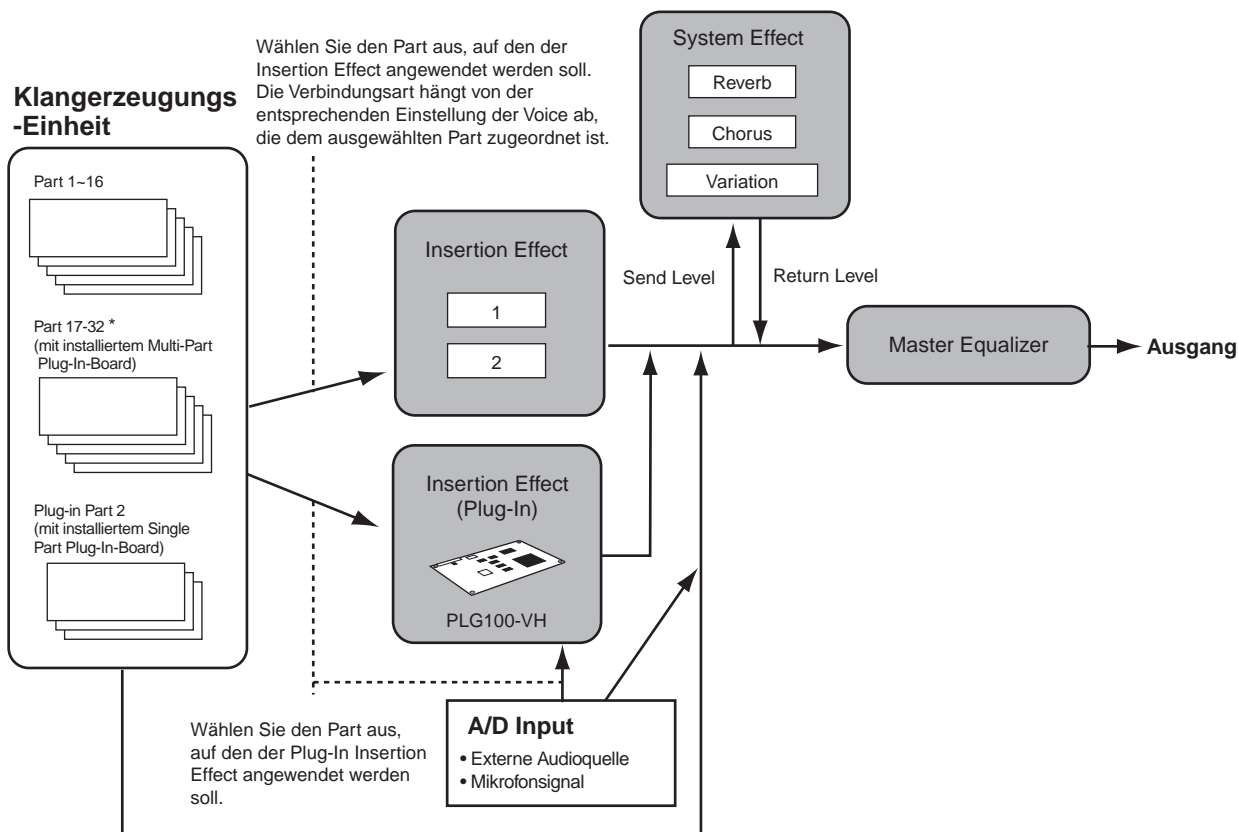 Wählen Sie den Part aus, auf den der
Insertion Effect angewendet werden soll.
Die Verbindungsart hängt von der
entsprechenden Einstellung der Voice ab,
die dem ausgewählten Part zugeordnet ist.
System Effect
Reverb
Chorus
Variation
Klangerzeugungs
-Einheit
Part 1~16
Part 17-32 *
(mit installiertem Multi-Part
Plug-In-Board)
Plug-in Part 2
(mit installiertem Single
Part Plug-In-Board)
Insertion Effect
1
2
Send Level
Return Level
Master Equalizer
Ausgang
Insertion Effect
(Plug-In)
PLG100-VH
Wählen Sie den Part aus,
auf den der Plug-In Insertion
Effect angewendet werden
soll.
A/D Input
• Externe Audioquelle
• Mikrofonsignal